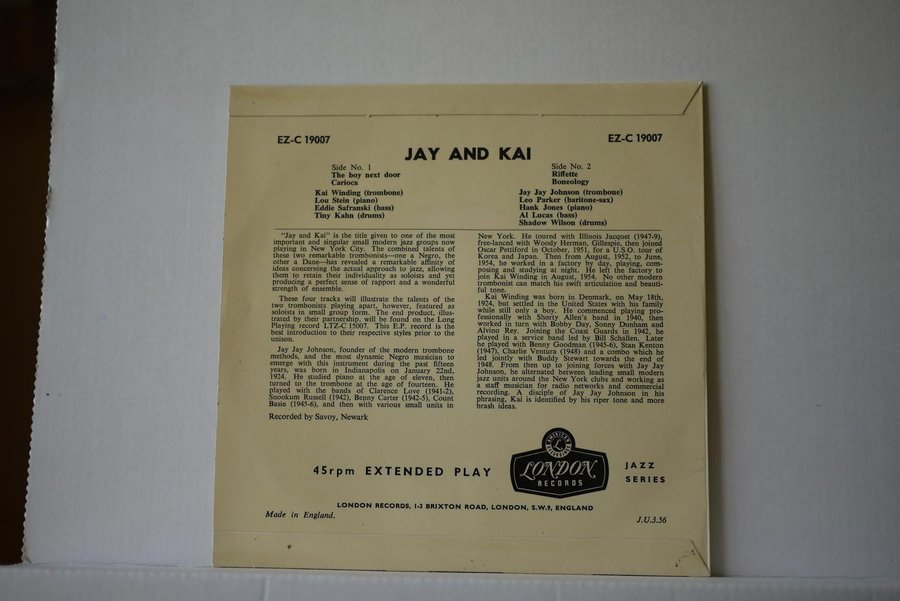 EZ-C 19007
EZ-C 19007
JAY AND KAI
Side No. 1
The boy next door
Carioca
Kai Winding (trombone)
Lou Stein (piano)
Eddie Safranski (bass)
Tiny Kahn (drums)
Side No. 2
Riffette
Boneology
Jay Jay Johnson (trombone)
Leo Parker (baritone-sax)
Hank Jones (piano)
Al Lucas (bass)
Shadow Wilson (drums)
"Jay and Kai" is the title given to one of the most
important and singular small modern jazz groups now
playing in New York City. The combined talents of
these two remarkable trombonists—one a Negro, the
other a Dane—has revealed a remarkable affinity of
ideas concerning the actual approach to jazz, allowing
them to retain their individuality as soloists and yet
producing a perfect sense of rapport and a wonderful
strength of ensemble.
These four tracks will illustrate the talents of the
two trombonists playing apart, however, featured as
soloists in small group form. The end product, illus-
trated by their partnership, will be found on the Long
Playing record LTZ-C 15007. This E.P. record is the
best introduction to their respective styles prior to the
unison.
Jay Jay Johnson, founder of the modern trombone
methods, and the most dynamic Negro musician to
emerge with this instrument during the past fifteen
years, was born in Indianapolis on January 22nd,
1924. He studied piano at the age of eleven, then
turned to the trombone at the age of fourteen. He
played with the bands of Clarence Love (1941-2),
Snookum Russell (1942), Benny Carter (1942-5), Count
Basie (1945-6), and then with various small units in
New York. He toured with Illinois Jacquet (1947-9),
free-lanced with Woody Herman, Gillespie, then joined
Oscar Pettiford in October, 1951, for a U.S.O. tour of
Korea and Japan. Then from August, 1952, to June,
1954, he worked in a factory by day, playing, com-
posing and studying at night. He left the factory to
join Kai Winding in August, 1954. No other modern
trombonist can match his swift articulation and beauti-
ful tone.
Kai Winding was born in Denmark, on May 18th,
1924, but settled in the United States with his family
while still only a boy. He commenced playing pro-
fessionally with Shorty Allen's band in 1940, then
worked in turn with Bobby Day, Sonny Dunham and
Alvino Rey. Joining the Coast Guards in 1942, he
played in a service band led by Bill Schallen. Later
he played with Benny Goodman (1945-6), Stan Kenton
(1947), Charlie Ventura (1948) and a combo which he
led jointly with Buddy Stewart towards the end of
1948. From then up to joining forces with Jay Jay
Johnson, he alternated between leading small modern
jazz units around the New York clubs and working as
a staff musician for radio networks and commercial
recording. A disciple of Jay Jay Johnson in his
phrasing, Kai is identified by his riper tone and more
brash ideas.
Recorded by Savoy, Newark
45rpm EXTENDED PLAY
LONDON
RECORDS
JAZZ
SERIES
LONDON RECORDS, 1-3 BRIXTON ROAD, LONDON, S.W.9, ENGLAND
Made in England.
J.U.3.56